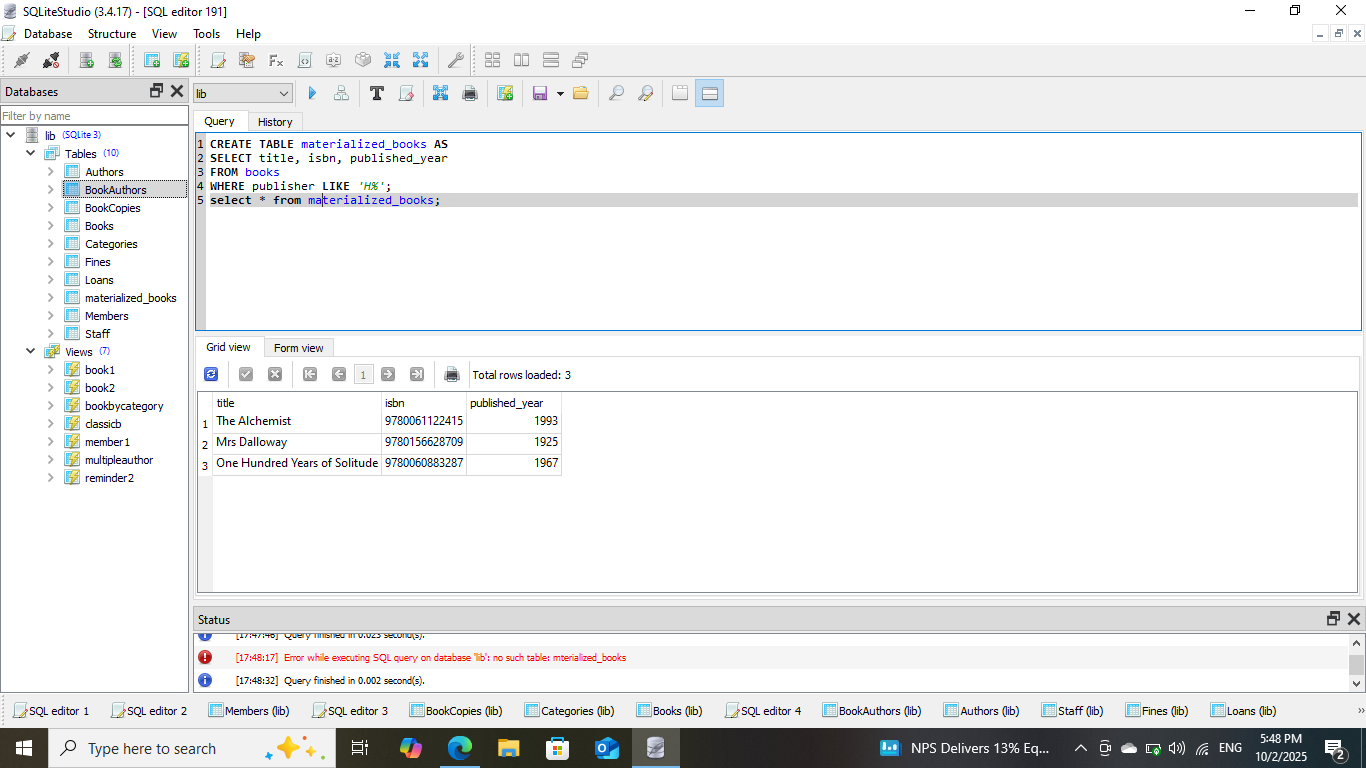 SQLiteStudio (3.4.17) - [SQL editor 191]
Database Structure View Tools Help
Databases
Filter by name
lib (SQLite 3)
Tables (10)
Authors
BookAuthors
BookCopies
Books
Categories
Fines
Loans
materialized_books
Members
Staff
Views (7)
book1
book2
bookbycategory
classicb
member1
multipleauthor
reminder2
lib
Query History
1 CREATE TABLE materialized_books AS
2 SELECT title, isbn, published_year
3 FROM books
4 WHERE publisher LIKE 'H%';
5 select * from materialized_books;
Grid view Form view
1 Total rows loaded: 3
title isbn published_year
1 The Alchemist 9780061122415 1993
2 Mrs Dalloway 9780156628709 1925
3 One Hundred Years of Solitude 9780060883287 1967
Status
[17:47:46] Query finished in 0.023 second(s).
[17:48:17] Error while executing SQL query on database 'lib': no such table: mterialized_books
[17:48:32] Query finished in 0.002 second(s).
SQL editor 1 SQL editor 2 Members (lib) SQL editor 3 BookCopies (lib) Categories (lib) Books (lib) SQL editor 4 BookAuthors (lib) Authors (lib) Staff (lib) Fines (lib) Loans (lib) »
Type here to search
NPS Delivers 13% Eq...
ENG
5:48 PM
10/2/2025
2